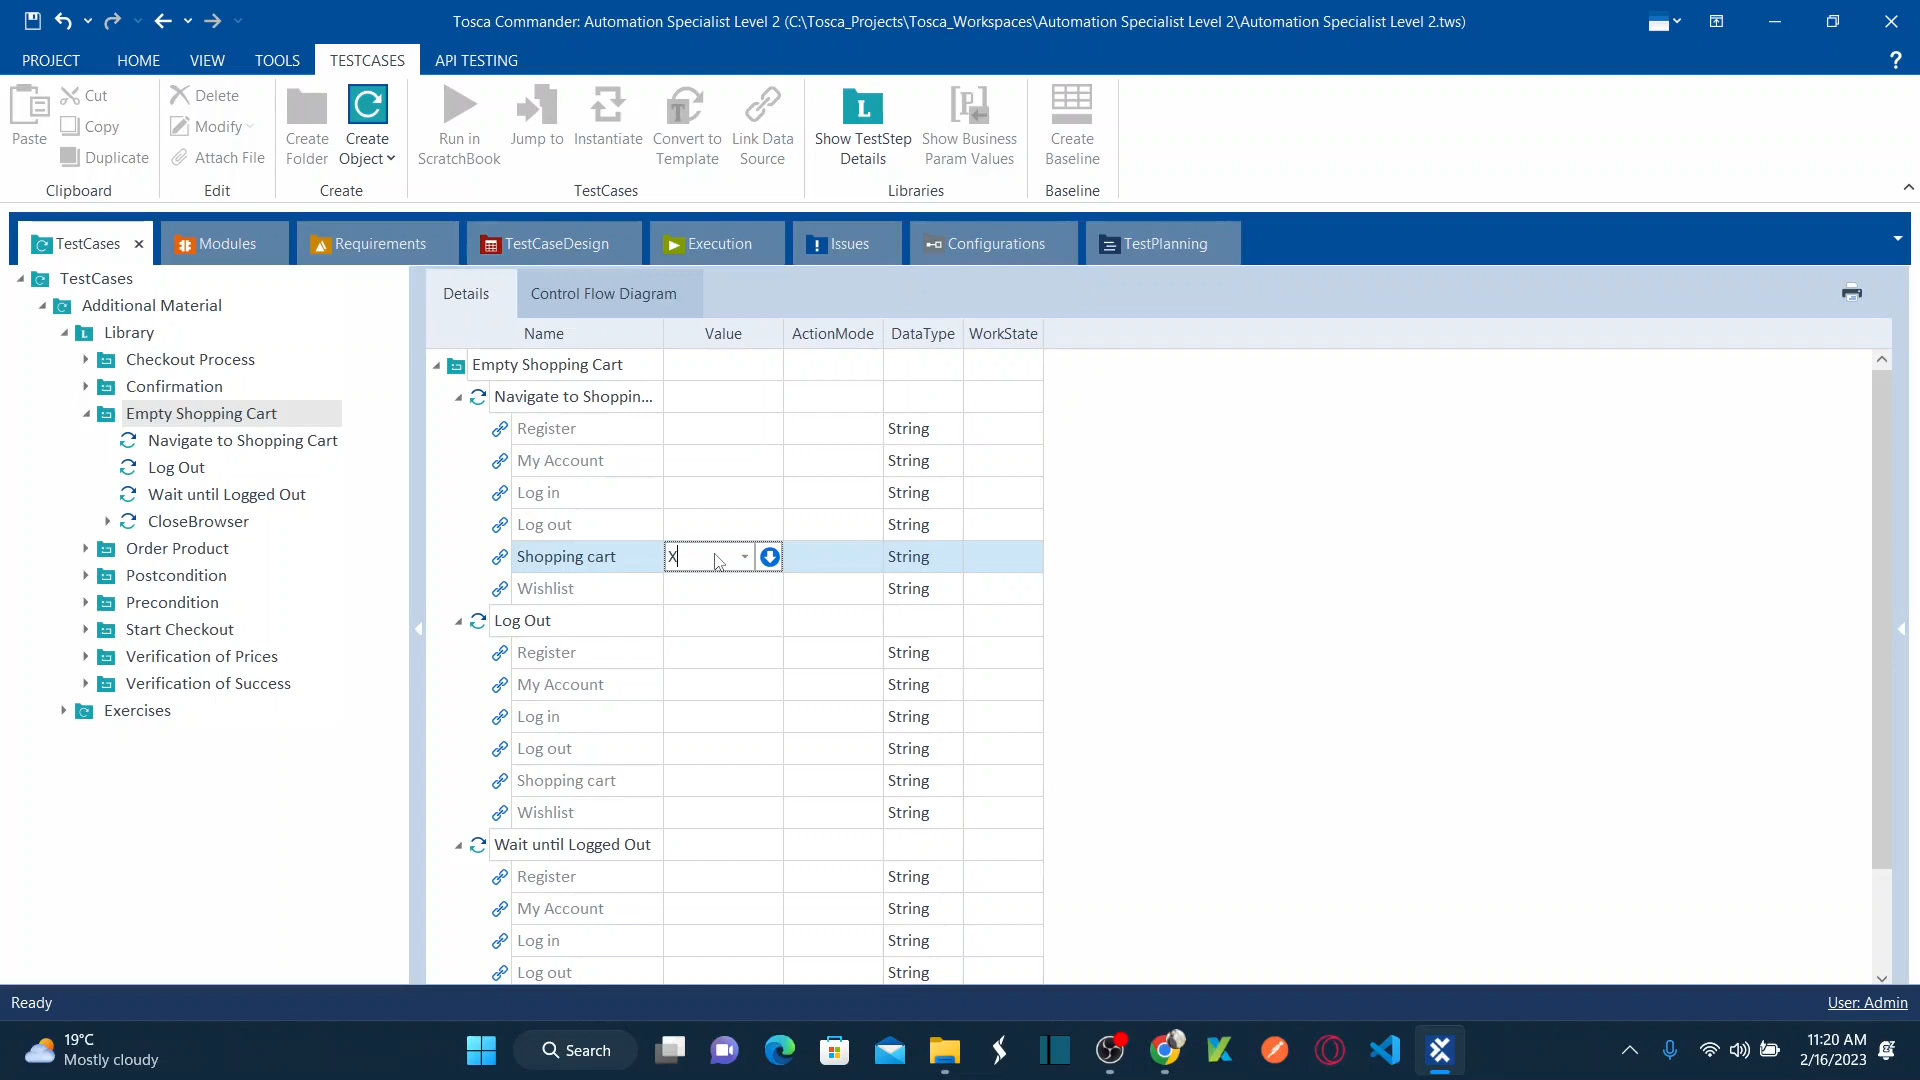 Tosca Commander: Automation Specialist Level 2 (C:\Tosca_Projects\Tosca_Workspaces\Automation Specialist Level 2\Automation Specialist Level 2.tws)
PROJECT HOME VIEW TOOLS TESTCASES API TESTING ?
Paste
Cut
Copy
Duplicate
Clipboard
Delete
Modify
Attach File
Edit
Create Folder
Create Object
Create
Run in ScratchBook
Jump to
Instantiate
Convert to Template
Link Data Source
TestCases
Show TestStep Details
Show Business Param Values
Libraries
Create Baseline
Baseline
TestCases Modules Requirements TestCaseDesign Execution Issues Configurations TestPlanning
TestCases
Additional Material
Library
Checkout Process
Confirmation
Empty Shopping Cart
Navigate to Shopping Cart
Log Out
Wait until Logged Out
CloseBrowser
Order Product
Postcondition
Precondition
Start Checkout
Verification of Prices
Verification of Success
Exercises
Details Control Flow Diagram
Name Value ActionMode DataType WorkState
Empty Shopping Cart
Navigate to Shoppin...
Register String
My Account String
Log in String
Log out String
Shopping cart X String
Wishlist String
Log Out
Register String
My Account String
Log in String
Log out String
Shopping cart String
Wishlist String
Wait until Logged Out
Register String
My Account String
Log in String
Log out String
Ready
User: Admin
19°C
Mostly cloudy
Search
11:20 AM
2/16/2023